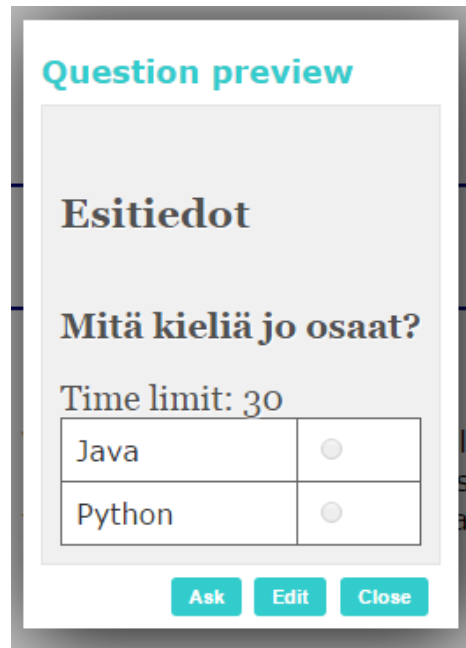 Question preview
Esitiedot
Mitä kieliä jo osaat?
Time limit: 30
Java
Python
Ask Edit Close